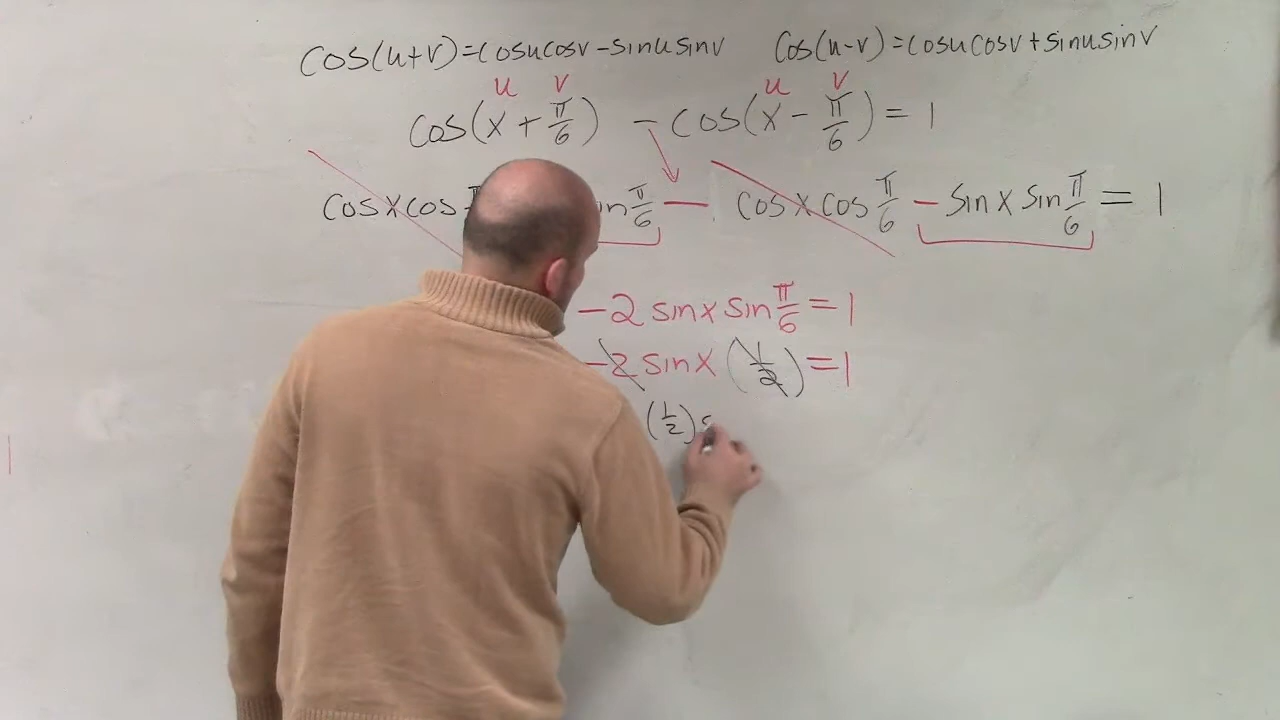 cos(u+v)=cosucosv-sinusinv cos(u-v)=cosucosv+sinusinv
u v u v
cos(x + π/6) - cos(x - π/6) = 1
cosxcos π/6 — cosxcos π/6 - sinx sin π/6 = 1
-2 sinx sin π/6 = 1
-2 sinx (1/2) = 1
(1/2)